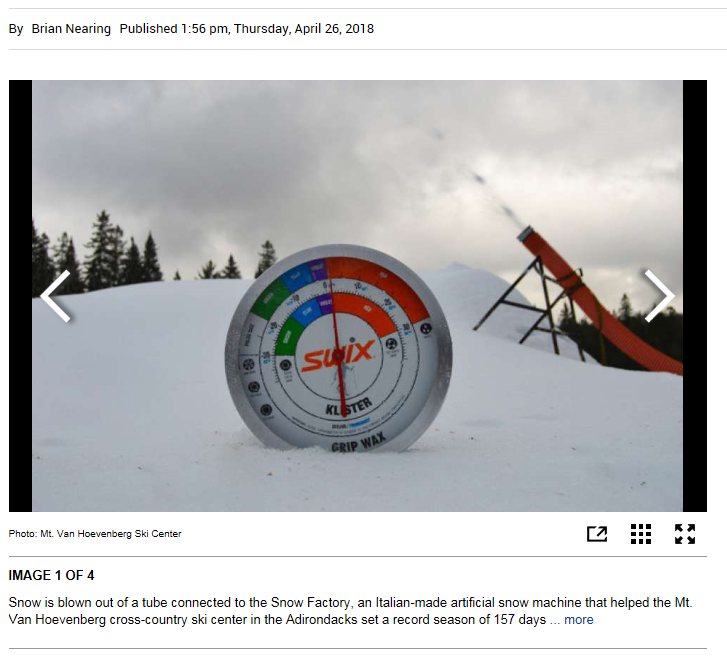 By Brian Nearing Published 1:56 pm, Thursday, April 26, 2018
SWIX
KLISTER
GRIP WAX
Photo: Mt. Van Hoevenberg Ski Center
IMAGE 1 OF 4
Snow is blown out of a tube connected to the Snow Factory, an Italian-made artificial snow machine that helped the Mt.
Van Hoevenberg cross-country ski center in the Adirondacks set a record season of 157 days ... more